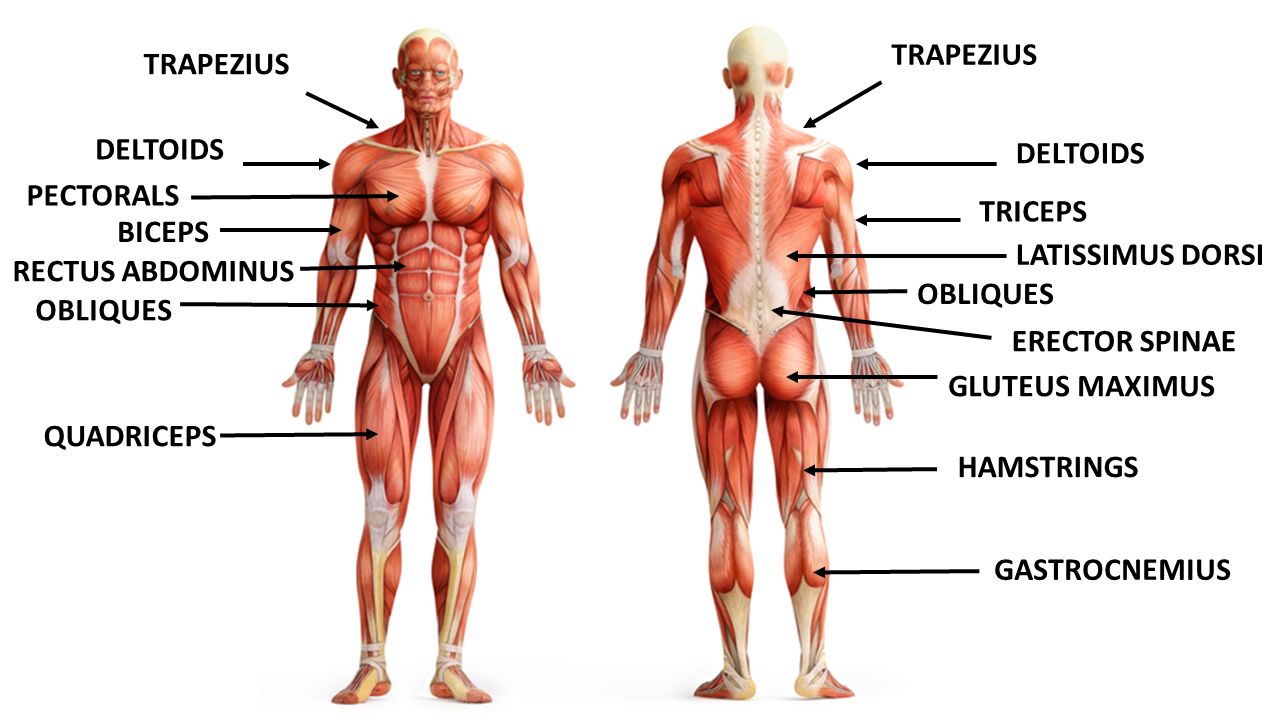 TRAPEZIUS
DELTOIDS
PECTORALS
BICEPS
RECTUS ABDOMINUS
OBLIQUES
QUADRICEPS
TRAPEZIUS
DELTOIDS
TRICEPS
LATISSIMUS DORSI
OBLIQUES
ERECTOR SPINAE
GLUTEUS MAXIMUS
HAMSTRINGS
GASTROCNEMIUS